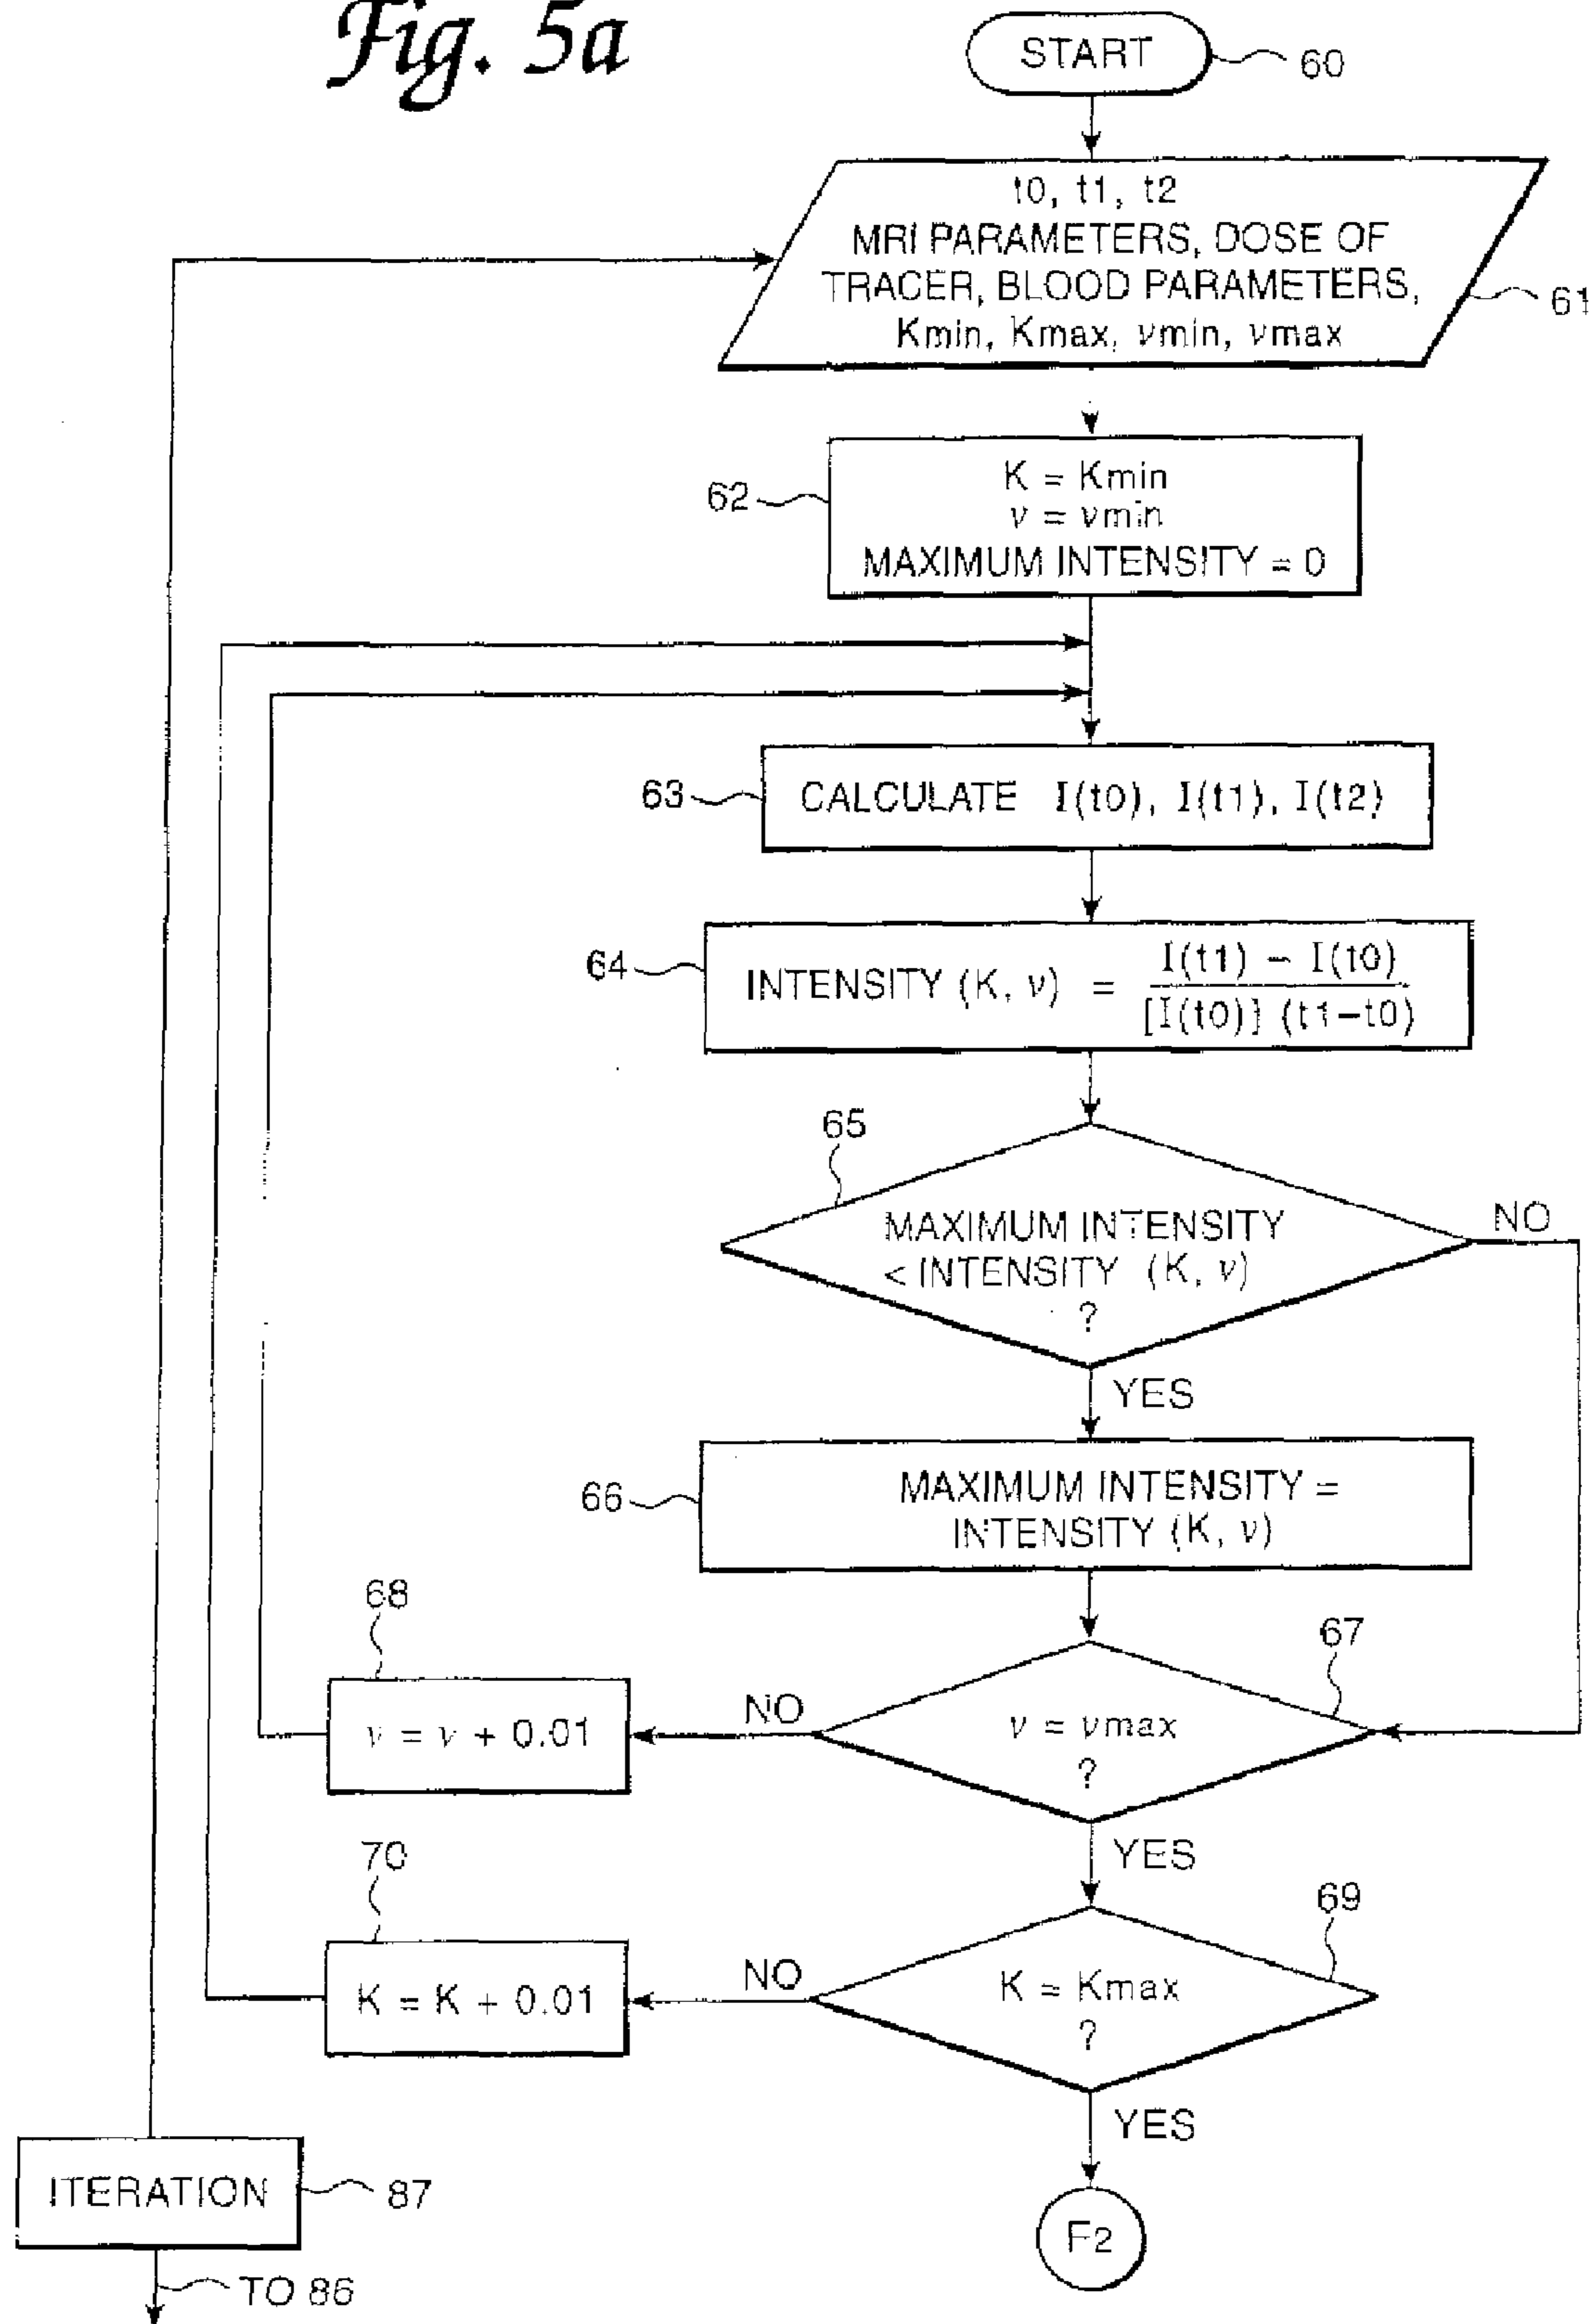 Fig. 5a
START
60
t0, t1, t2
MRI PARAMETERS, DOSE OF
TRACER, BLOOD PARAMETERS,
Kmin, Kmax, νmin, νmax
61
62
K = Kmin
ν = νmin
MAXIMUM INTENSITY = 0
63
CALCULATE I(t0), I(t1), I(t2)
64
INTENSITY (K, ν) = I(t1) – I(t0)
[I(t0)] (t1–t0)
65
MAXIMUM INTENSITY
< INTENSITY (K, ν)
?
NO
YES
66
MAXIMUM INTENSITY =
INTENSITY (K, ν)
68
67
ν = ν + 0.01
NO
ν = νmax
?
YES
70
69
K = K + 0.01
NO
K = Kmax
?
YES
ITERATION
87
F2
TO 86